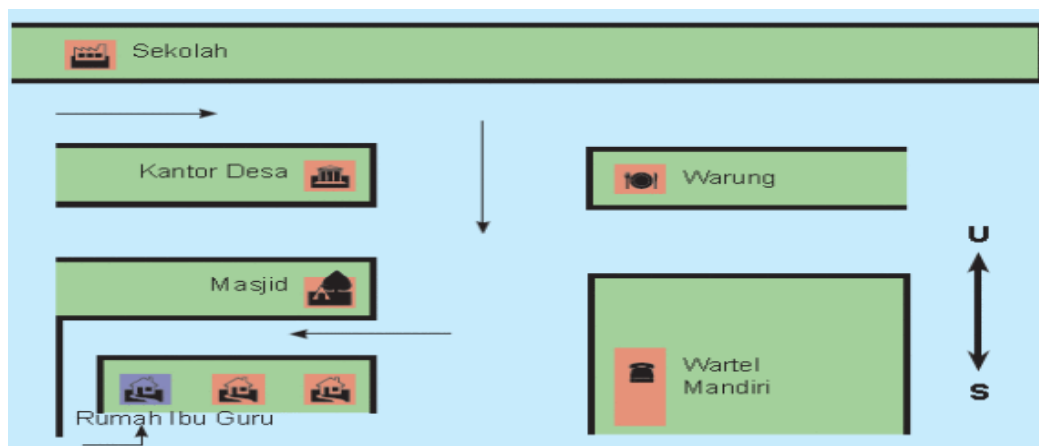 Sekolah
Kantor Desa
Warung
U
Masjid
Wartel
Mandiri
S
Rumah Ibu Guru